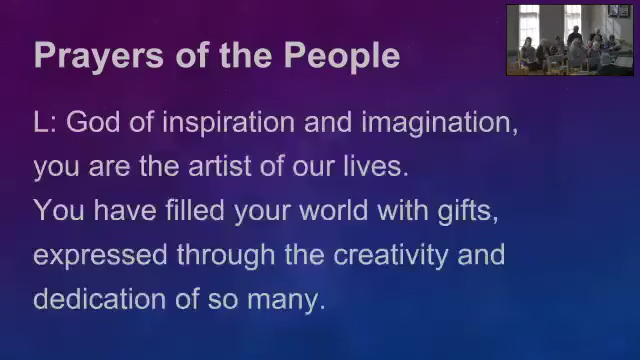 Prayers of the People
L: God of inspiration and imagination,
you are the artist of our lives.
You have filled your world with gifts,
expressed through the creativity and
dedication of so many.